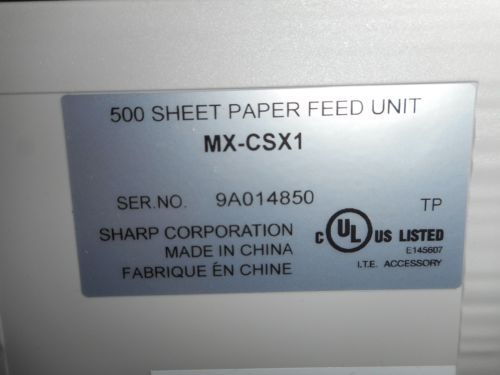 500 SHEET PAPER FEED UNIT
MX-CSX1
SER.NO. 9A014850 TP
SHARP CORPORATION
MADE IN CHINA
FABRIQUE ÉN CHINE
C UL US LISTED
E145607
I.T.E. ACCESSORY